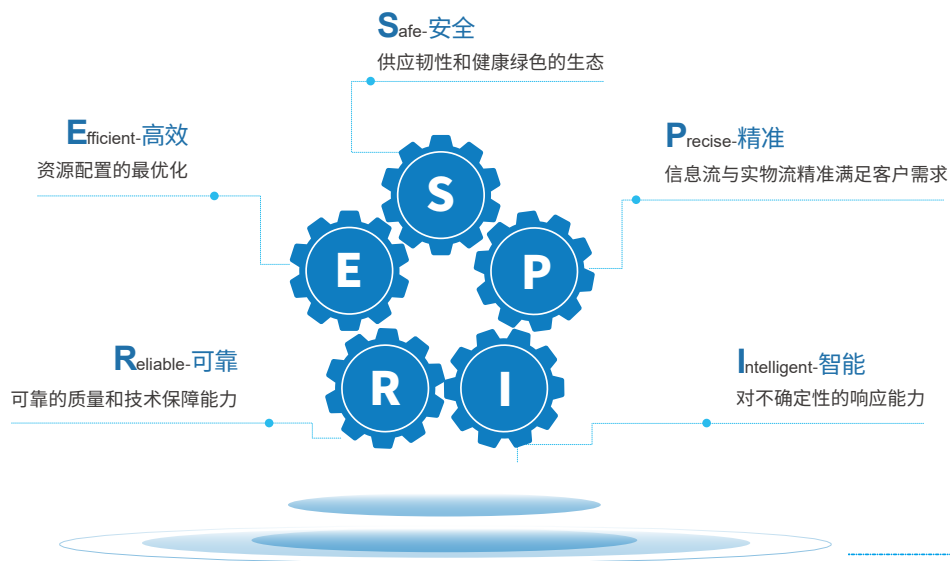 Safe-安全
供应韧性和健康绿色的生态
Efficient-高效
资源配置的最优化
Precise-精准
信息流与实物流精准满足客户需求
S
E
P
R
I
Reliable-可靠
可靠的质量和技术保障能力
Intelligent-智能
对不确定性的响应能力